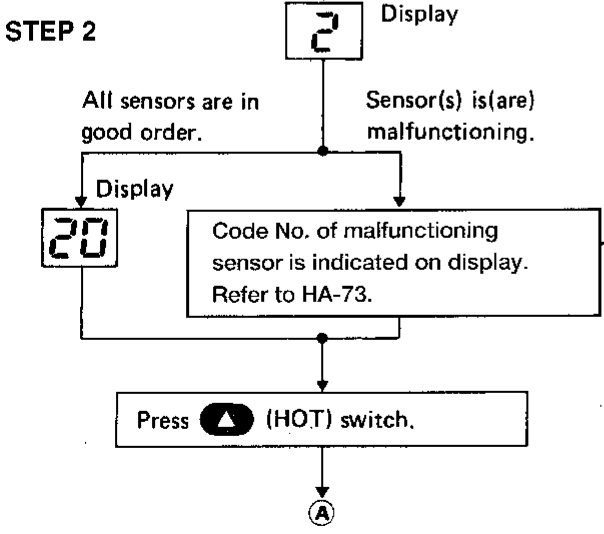 STEP 2
2
Display
All sensors are in
good order.
Sensor(s) is(are)
malfunctioning.
Display
20
Code No. of malfunctioning
sensor is indicated on display.
Refer to HA-73.
Press (HOT) switch.
A